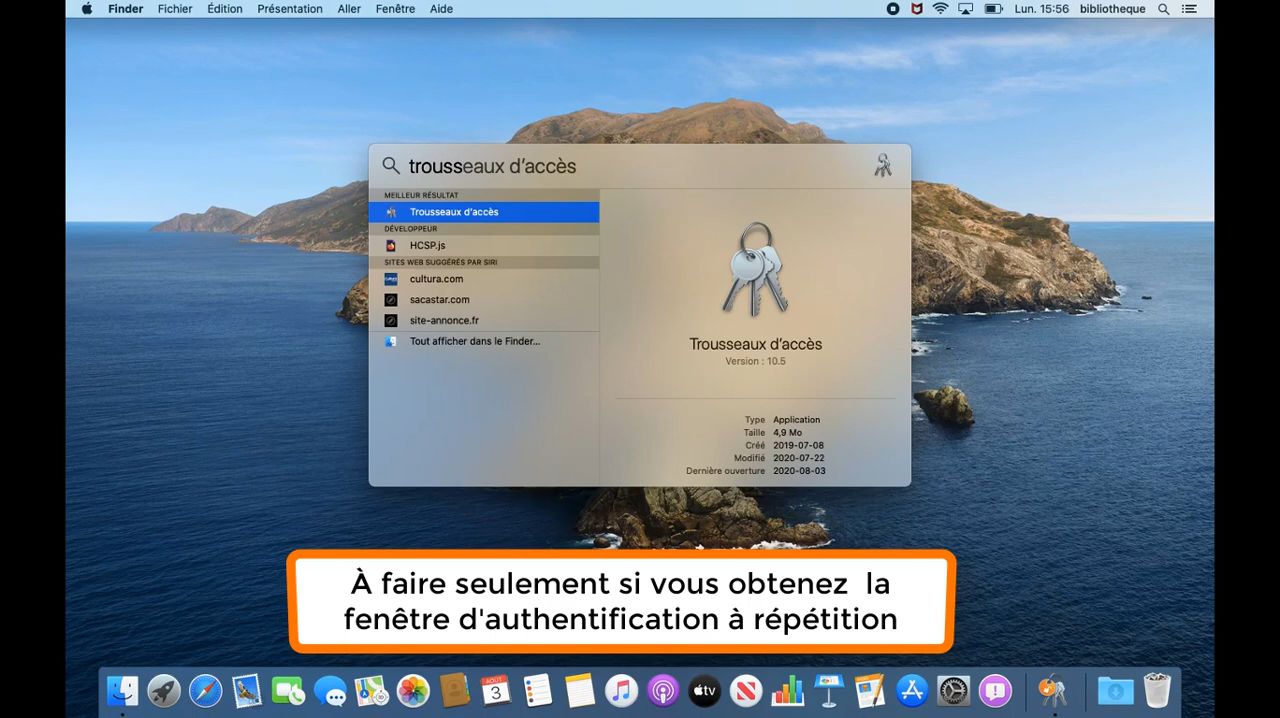 Finder Fichier Édition Présentation Aller Fenêtre Aide Lun. 15:56 bibliotheque
trousseaux d'accès
MEILLEUR RÉSULTAT
Trousseaux d'accès
DÉVELOPPEUR
HCSP.js
SITES WEB SUGGÉRÉS PAR SIRI
cultura.com
sacastar.com
site-annonce.fr
Tout afficher dans le Finder...
Trousseaux d'accès
Version : 10.5
Type Application
Taille 4,9 Mo
Créé 2019-07-08
Modifié 2020-07-22
Dernière ouverture 2020-08-03
À faire seulement si vous obtenez la
fenêtre d'authentification à répétition
AOÛT
3
tv